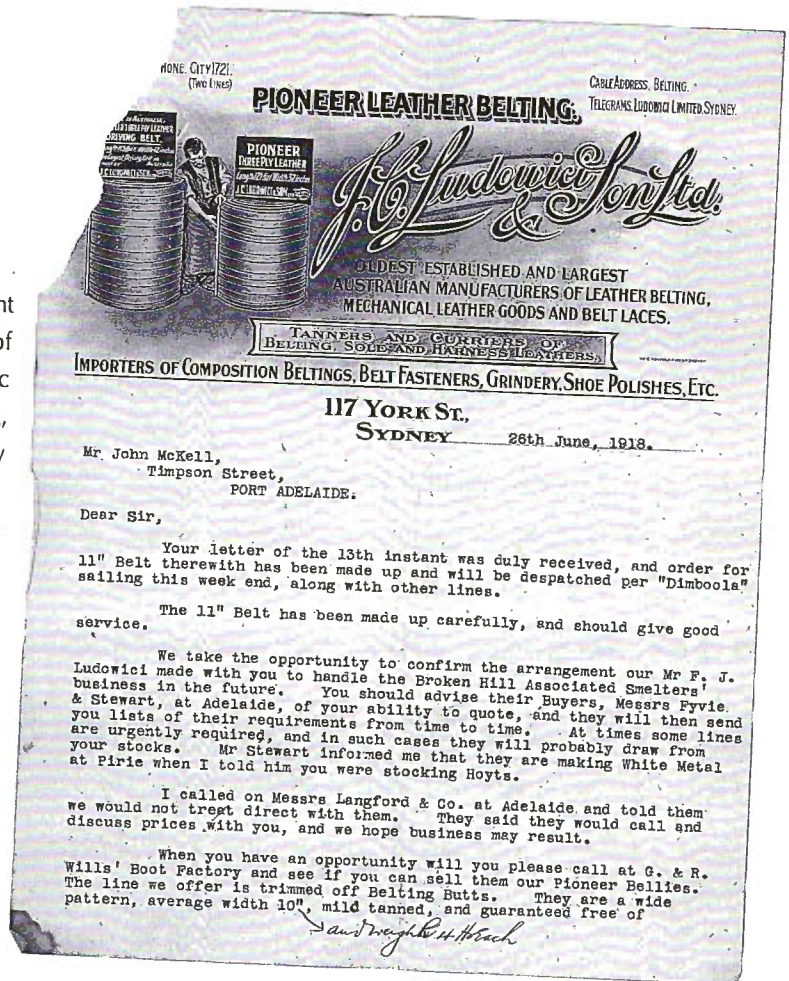 nt
of
c
,
y
HONE. CITY 1721.
(TWO LINES)
CABLE ADDRESS, BELTING.
TELEGRAMS, LUDOWICI LIMITED, SYDNEY.
PIONEER LEATHER BELTING.
DRIVING BELT.
PIONEER
THREE PLY LEATHER
J.C. LUDOWICI & SON
J.C. Ludowici & Son Ltd.
OLDEST ESTABLISHED AND LARGEST
AUSTRALIAN MANUFACTURERS OF LEATHER BELTING,
MECHANICAL LEATHER GOODS AND BELT LACES.
TANNERS AND CURRIERS OF
BELTING, SOLE AND HARNESS LEATHERS,
IMPORTERS OF COMPOSITION BELTINGS, BELT FASTENERS, GRINDERY, SHOE POLISHES, ETC.
117 YORK ST.,
SYDNEY 26th June, 1918.
Mr. John McKell,
Timpson Street,
PORT ADELAIDE.
Dear Sir,
Your letter of the 13th instant was duly received, and order for
11" Belt therewith has been made up and will be despatched per "Dimboola"
sailing this week end, along with other lines.
The 11" Belt has been made up carefully, and should give good
service.
We take the opportunity to confirm the arrangement our Mr F. J.
Ludowici made with you to handle the Broken Hill Associated Smelters'
business in the future. You should advise their Buyers, Messrs Fyvie
& Stewart, at Adelaide, of your ability to quote, and they will then send
you lists of their requirements from time to time. At times some lines
are urgently required, and in such cases they will probably draw from
your stocks. Mr Stewart informed me that they are making White Metal
at Pirie when I told him you were stocking Hoyts.
I called on Messrs Langford & Co. at Adelaide and told them
we would not treat direct with them. They said they would call and
discuss prices with you, and we hope business may result.
When you have an opportunity will you please call at G. & R.
Wills' Boot Factory and see if you can sell them our Pioneer Bellies.
The line we offer is trimmed off Belting Butts. They are a wide
pattern, average width 10", mild tanned, and guaranteed free of
and weigh